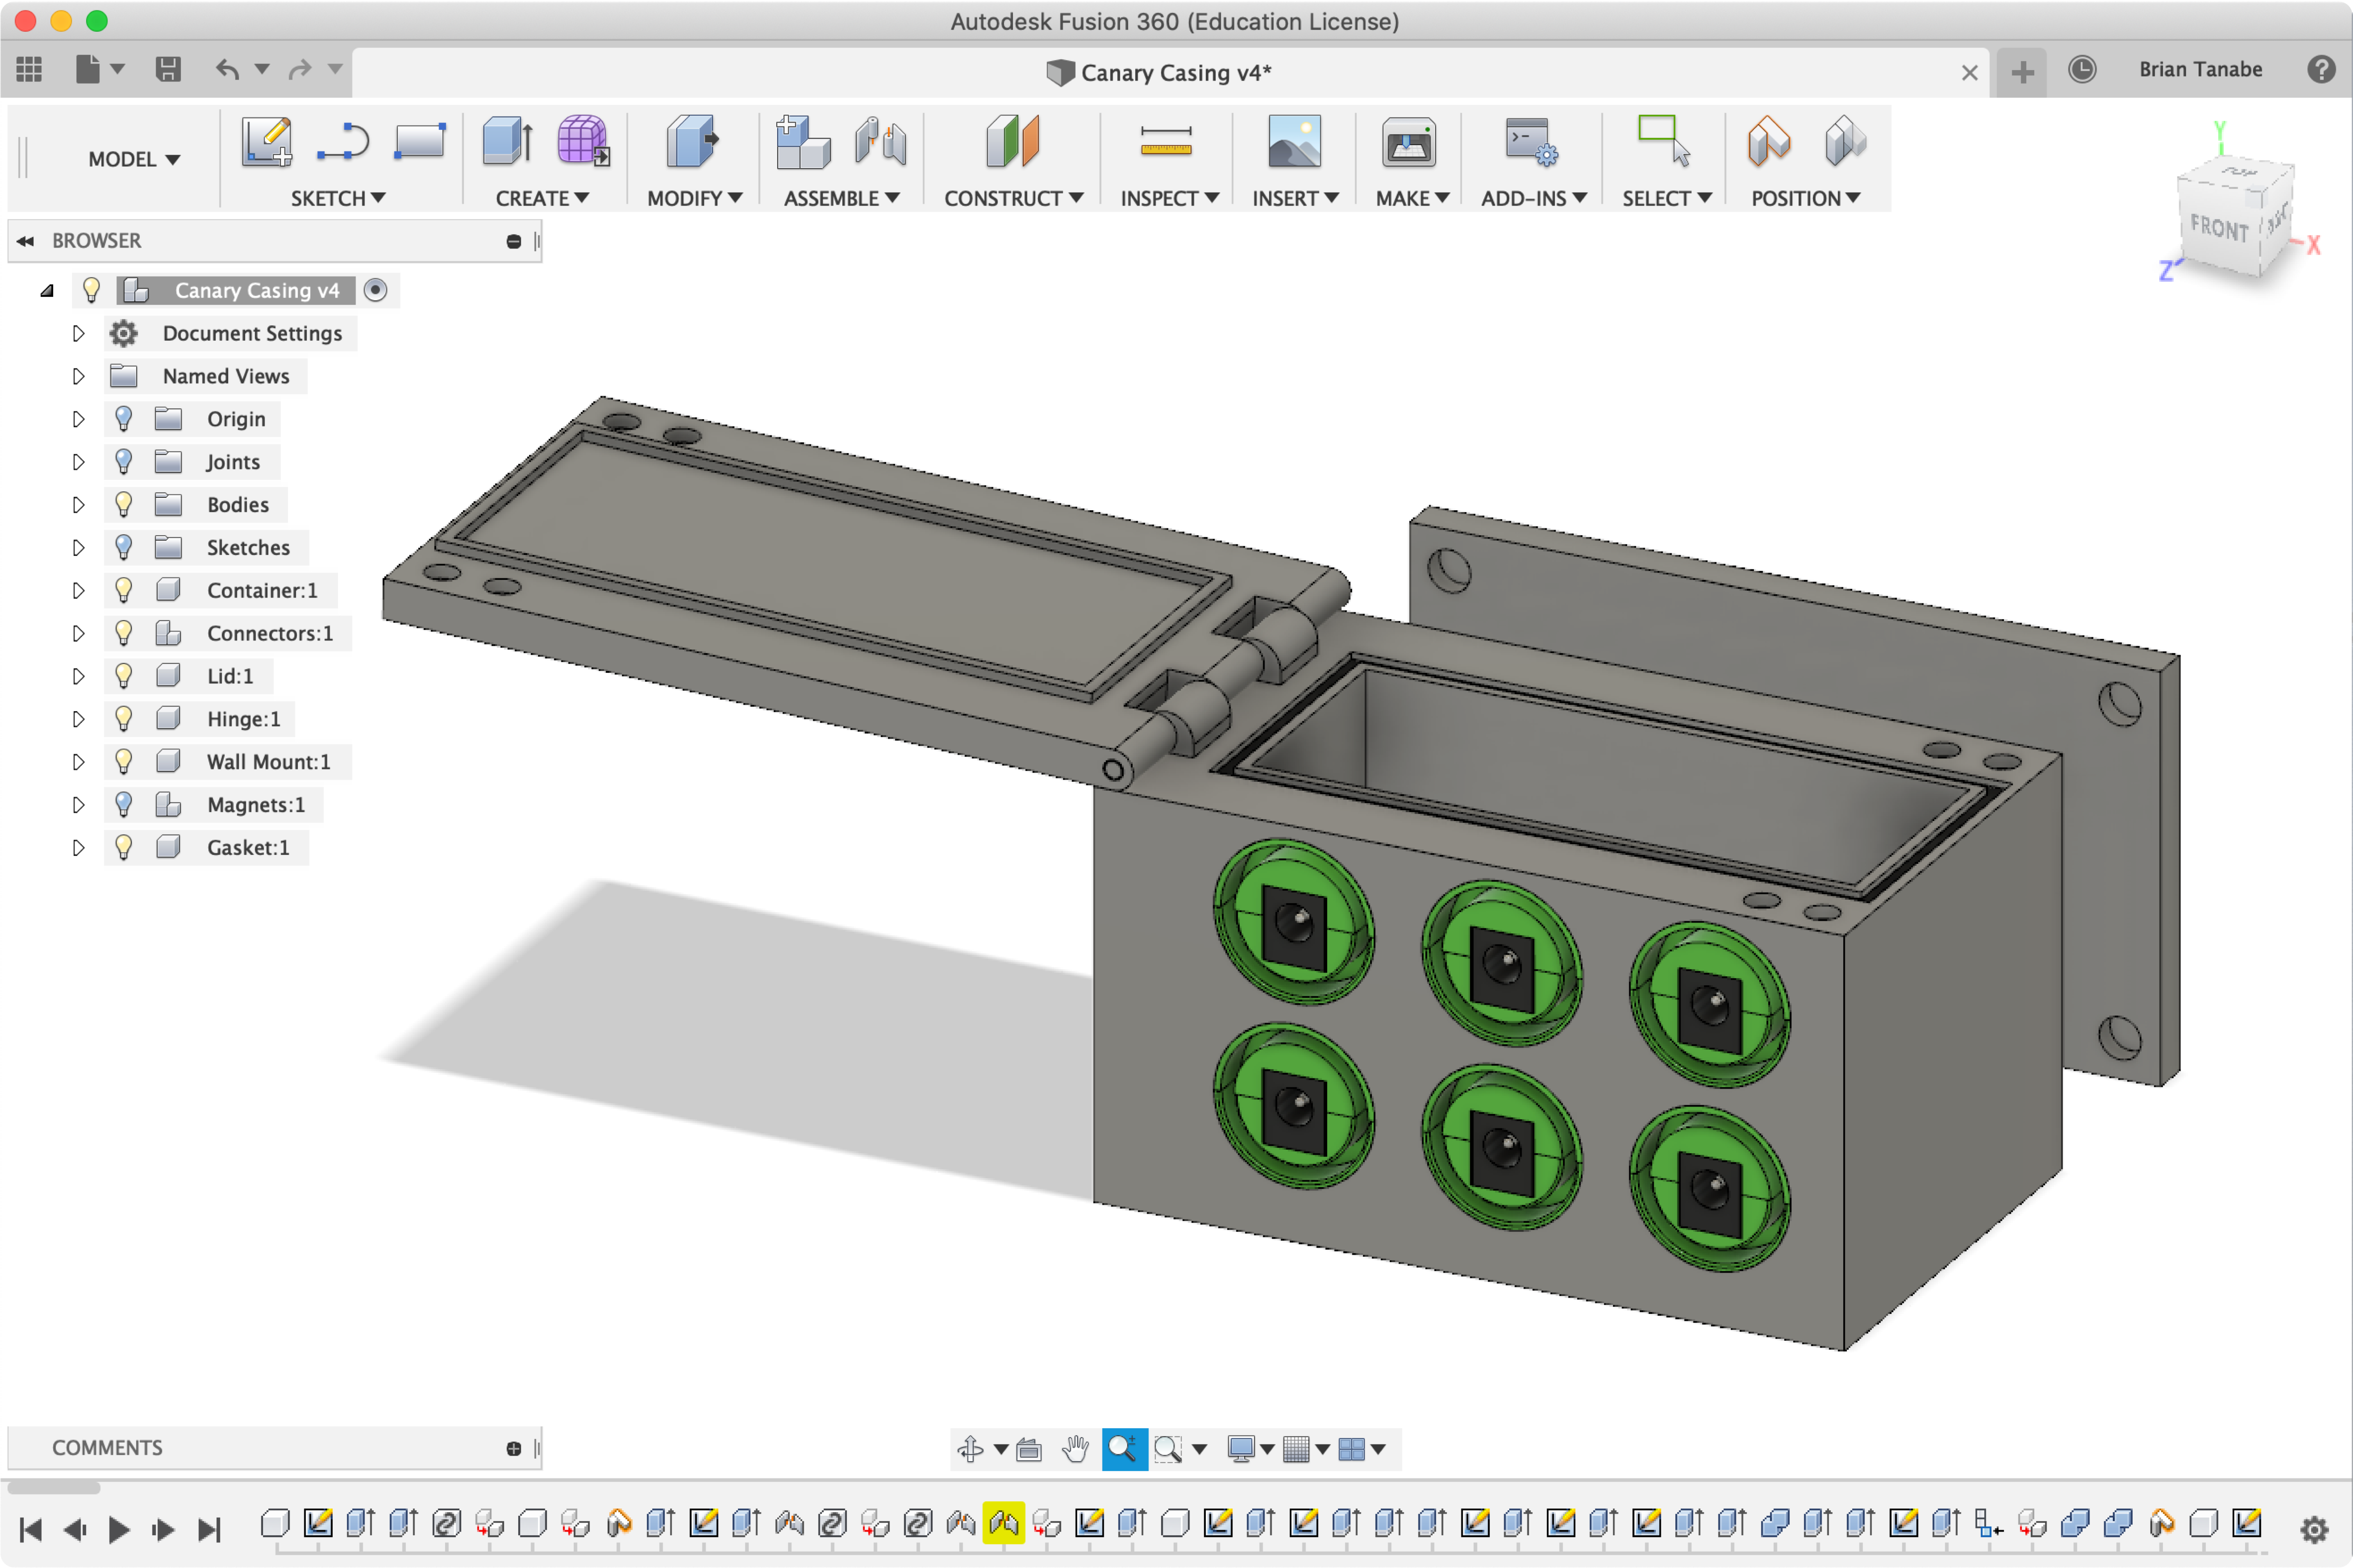 Autodesk Fusion 360 (Education License)
Canary Casing v4*
Brian Tanabe
MODEL
SKETCH
CREATE
MODIFY
ASSEMBLE
CONSTRUCT
INSPECT
INSERT
MAKE
ADD-INS
SELECT
POSITION
Y
TOP
FRONT
X
Z
BROWSER
Canary Casing v4
Document Settings
Named Views
Origin
Joints
Bodies
Sketches
Container:1
Connectors:1
Lid:1
Hinge:1
Wall Mount:1
Magnets:1
Gasket:1
COMMENTS